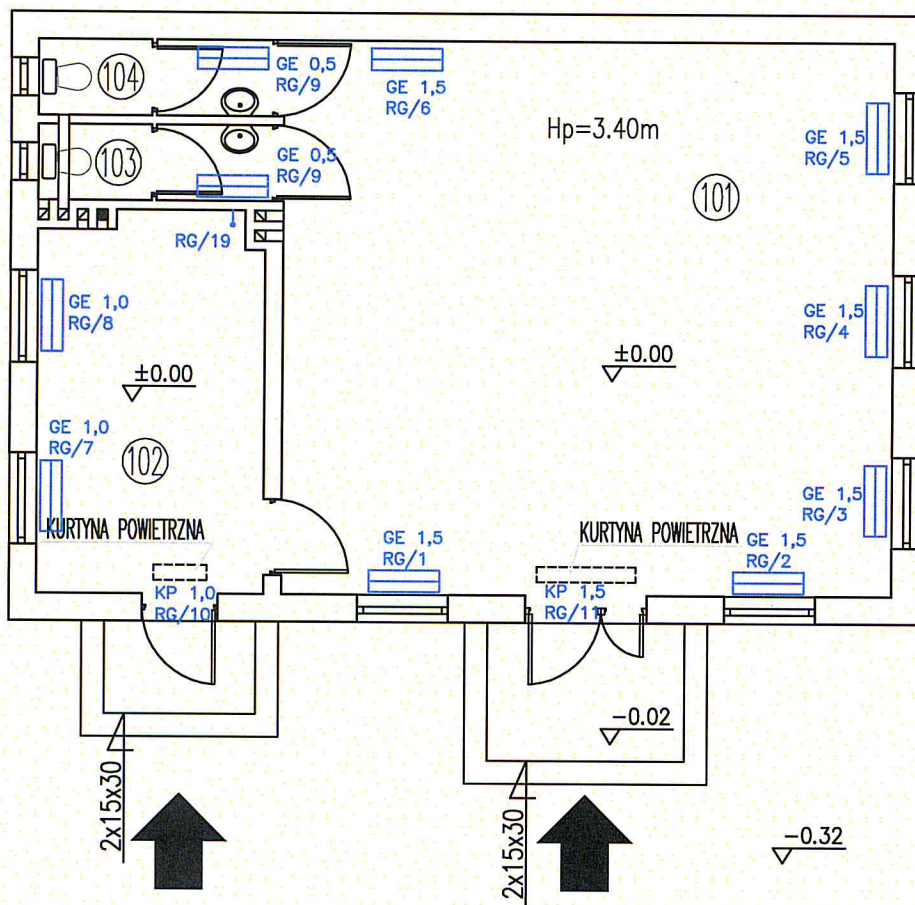 104
GE 0,5
RG/9
GE 1,5
RG/6
Hp=3.40m
GE 1,5
RG/5
103
GE 0,5
RG/9
101
RG/19
GE 1,0
RG/8
GE 1,5
RG/4
±0.00
±0.00
GE 1,0
RG/7
102
KURTYNA POWIETRZNA
GE 1,5
RG/1
KURTYNA POWIETRZNA
GE 1,5
RG/2
GE 1,5
RG/3
KP 1,0
RG/10
KP 1,5
RG/11
-0.02
2x15x30
2x15x30
-0.32